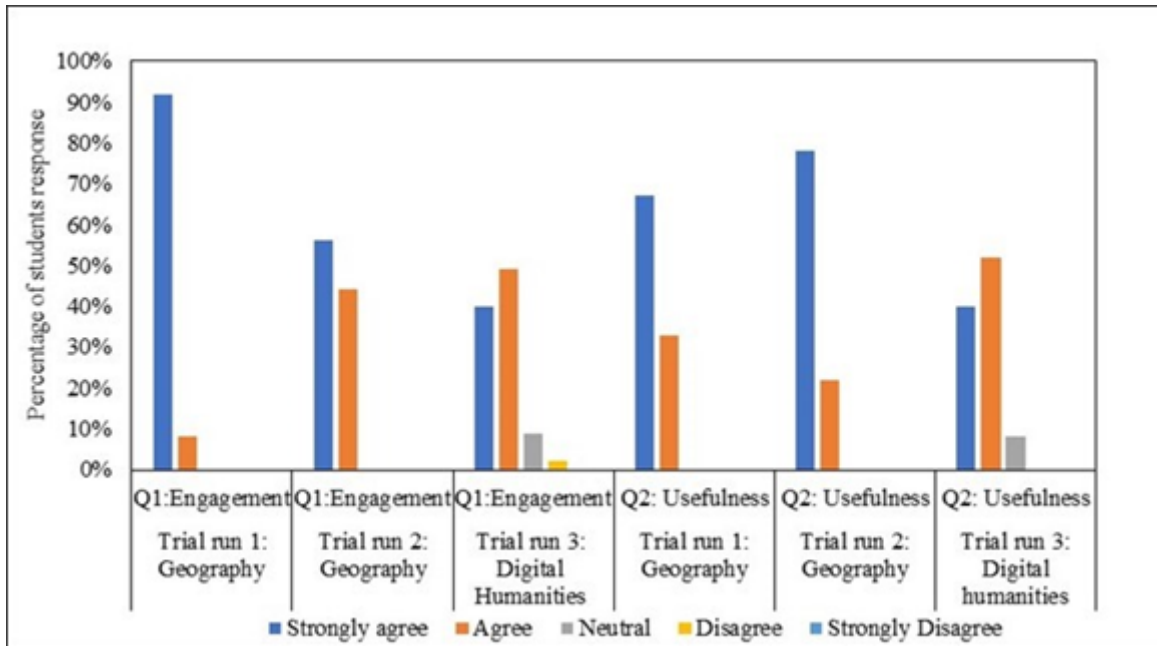 100%
90%
80%
70%
60%
50%
40%
30%
20%
10%
0%
Percentage of students response
Q1:Engagement Q1:Engagement Q1:Engagement Q2: Usefulness Q2: Usefulness Q2: Usefulness
Trial run 1: Trial run 2: Trial run 3: Trial run 1: Trial run 2: Trial run 3:
Geography Geography Digital Geography Geography Digital
Humanities humanities
Strongly agree Agree Neutral Disagree Strongly Disagree